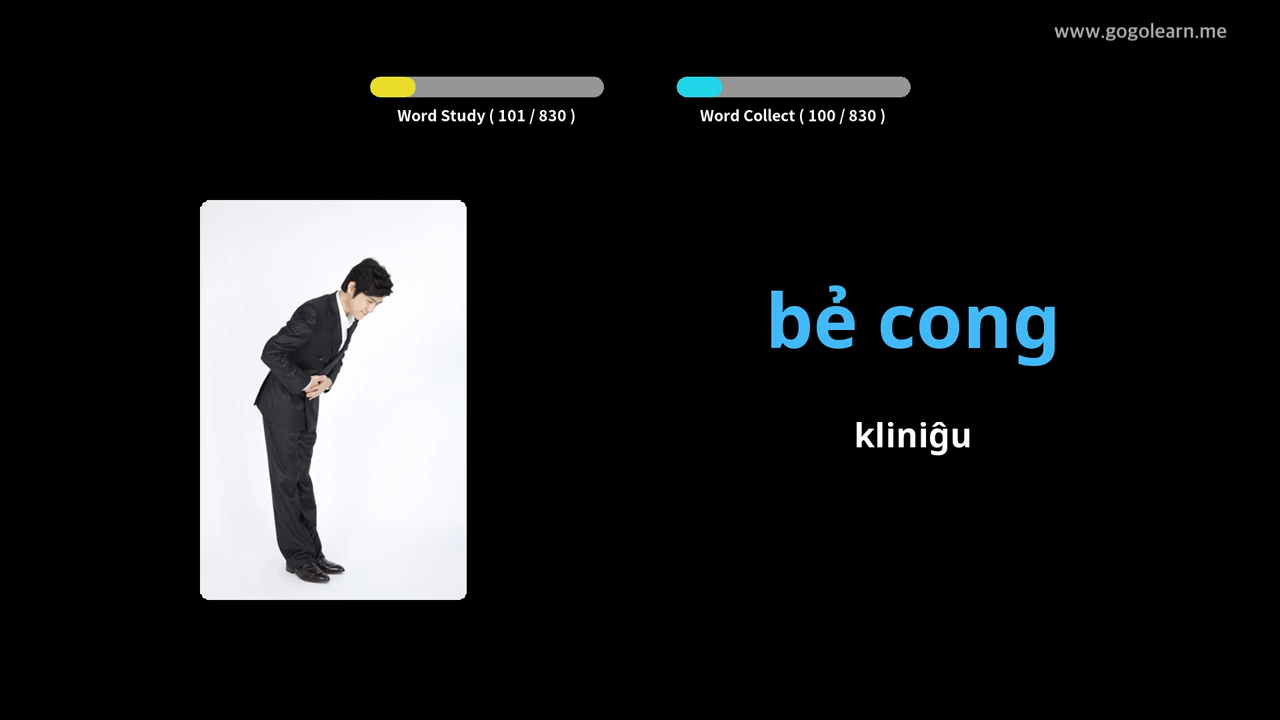 www.gogolearn.me
Word Study ( 101 / 830 )
Word Collect ( 100 / 830 )
bẻ cong
kliniĝu